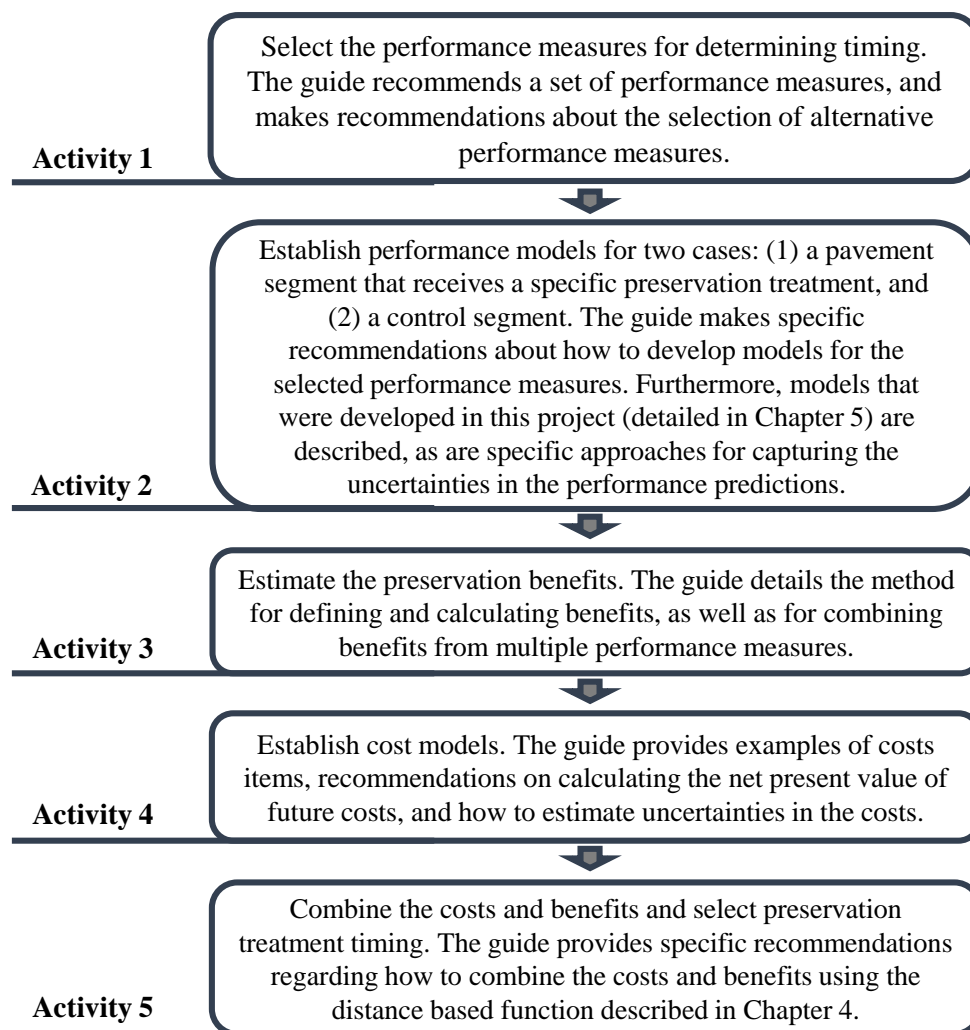 Select the performance measures for determining timing.
The guide recommends a set of performance measures, and
makes recommendations about the selection of alternative
performance measures.
Activity 1
Establish performance models for two cases: (1) a pavement
segment that receives a specific preservation treatment, and
(2) a control segment. The guide makes specific
recommendations about how to develop models for the
selected performance measures. Furthermore, models that
were developed in this project (detailed in Chapter 5) are
described, as are specific approaches for capturing the
uncertainties in the performance predictions.
Activity 2
Estimate the preservation benefits. The guide details the method
for defining and calculating benefits, as well as for combining
benefits from multiple performance measures.
Activity 3
Establish cost models. The guide provides examples of costs
items, recommendations on calculating the net present value of
future costs, and how to estimate uncertainties in the costs.
Activity 4
Combine the costs and benefits and select preservation
treatment timing. The guide provides specific recommendations
regarding how to combine the costs and benefits using the
distance based function described in Chapter 4.
Activity 5